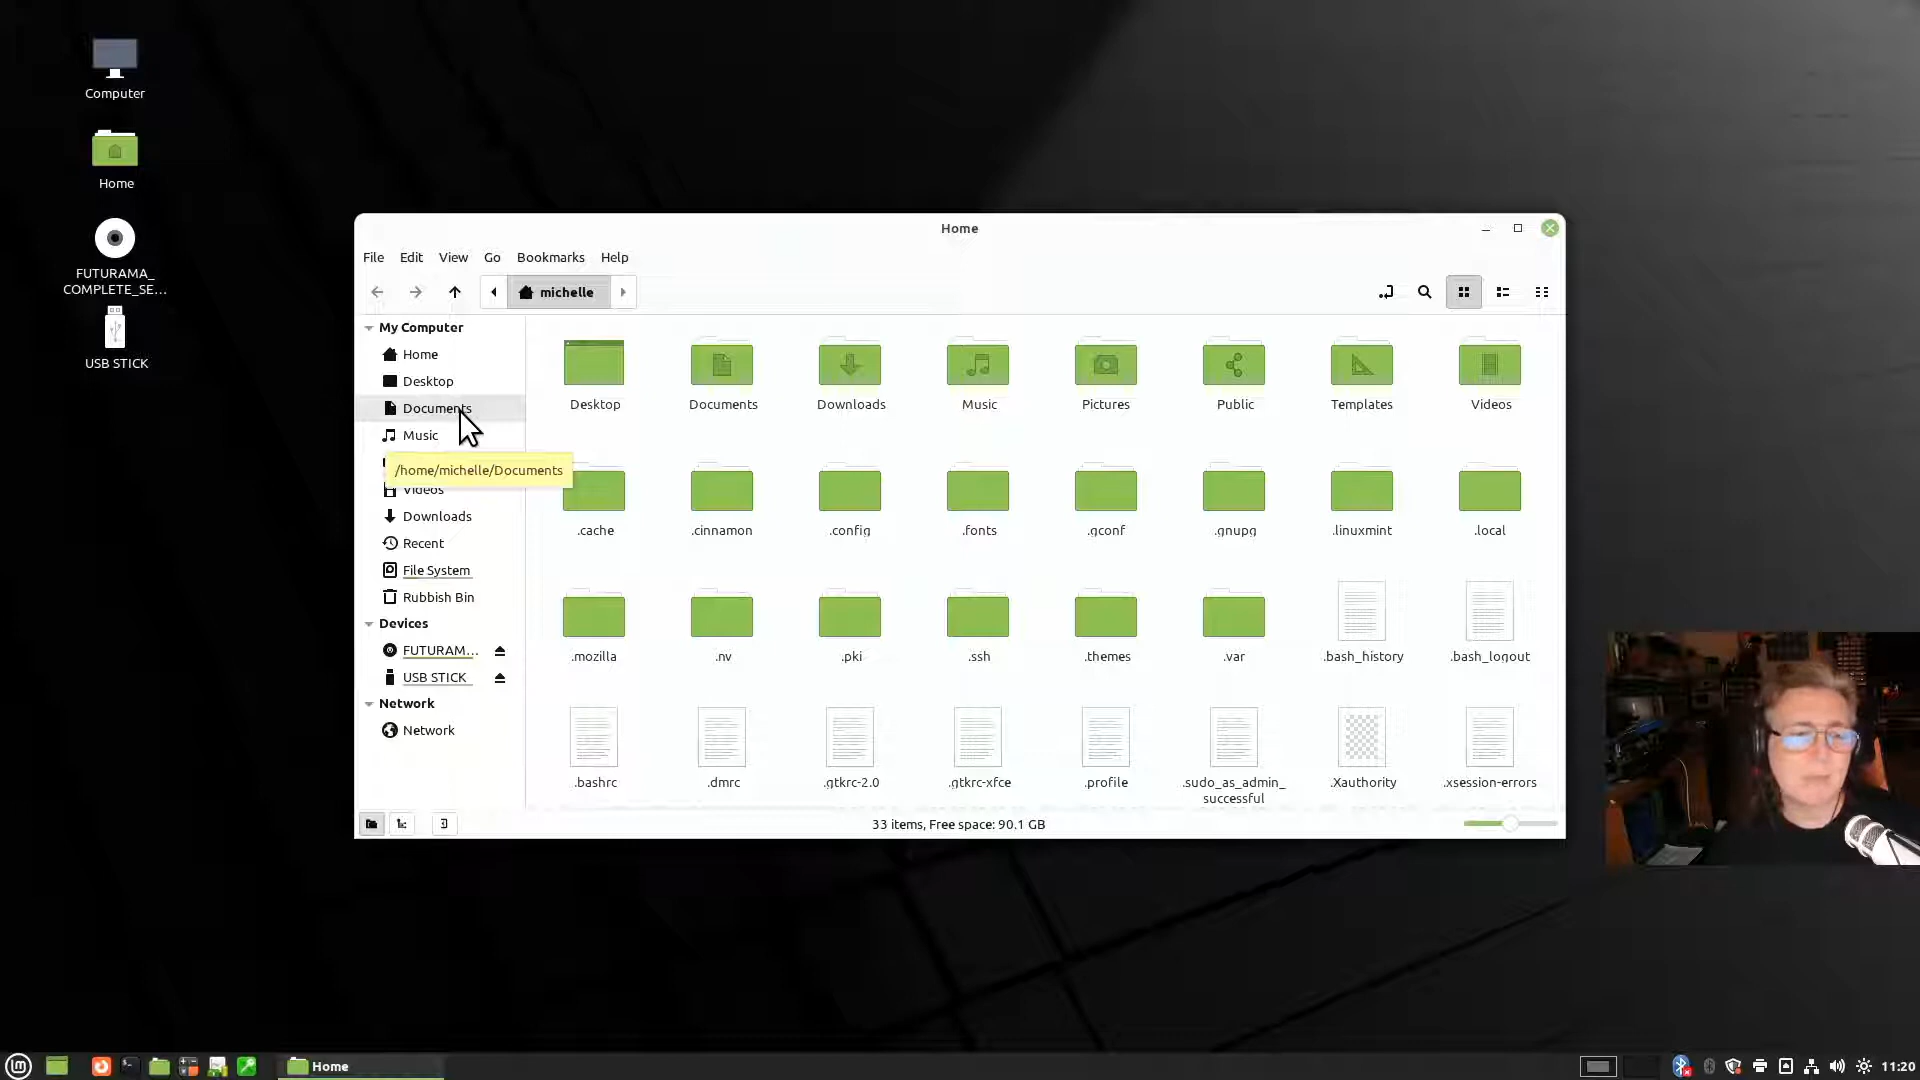 Computer
Home
FUTURAMA_
COMPLETE_SE...
USB STICK
Home
File Edit View Go Bookmarks Help
michelle
My Computer
Home
Desktop
Documents
Music
/home/michelle/Documents
Videos
Downloads
Recent
File System
Rubbish Bin
Devices
FUTURAM...
USB STICK
Network
Network
Desktop Documents Downloads Music Pictures Public Templates Videos
.cache .cinnamon .config .fonts .gconf .gnupg .linuxmint .local
.mozilla .nv .pki .ssh .themes .var .bash_history .bash_logout
.bashrc .dmrc .gtkrc-2.0 .gtkrc-xfce .profile .sudo_as_admin_ .Xauthority .xsession-errors
successful
33 items, Free space: 90.1 GB
Home
11:20